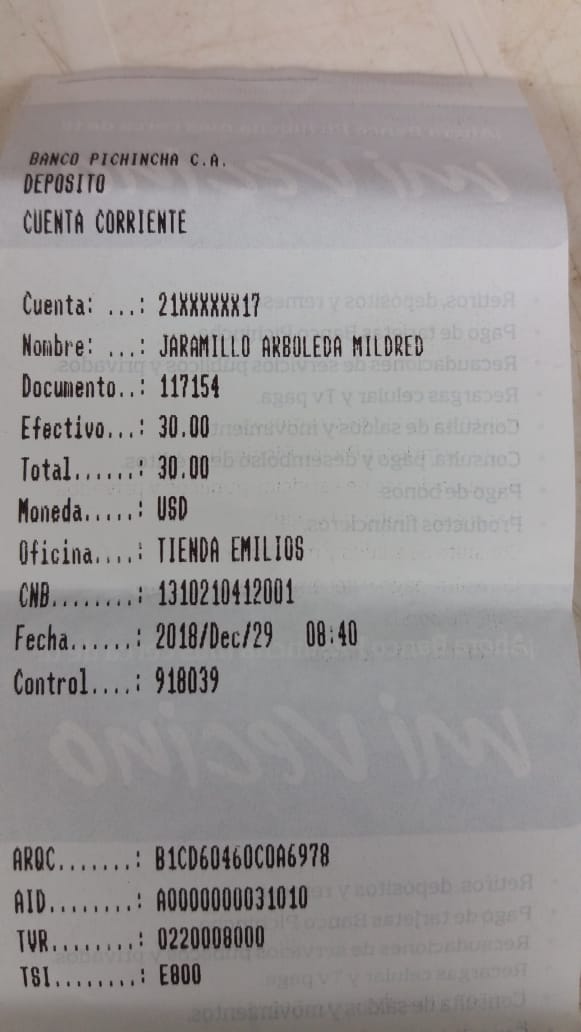 BANCO PICHINCHA C.A.
DEPOSITO
CUENTA CORRIENTE
Cuenta: ...: 21XXXXXX17
Nombre: ...: JARAMILLO ARBOLEDA MILDRED
Documento..: 117154
Efectivo...: 30.00
Total......: 30.00
Moneda.....: USD
Oficina....: TIENDA EMILIOS
CNB........: 1310210412001
Fecha......: 2018/Dec/29 08:40
Control....: 918039
mi vecino
ARQC.......: B1CD60460C0A6978
AID........: A0000000031010
TVR........: 0220008000
TSI........: E800